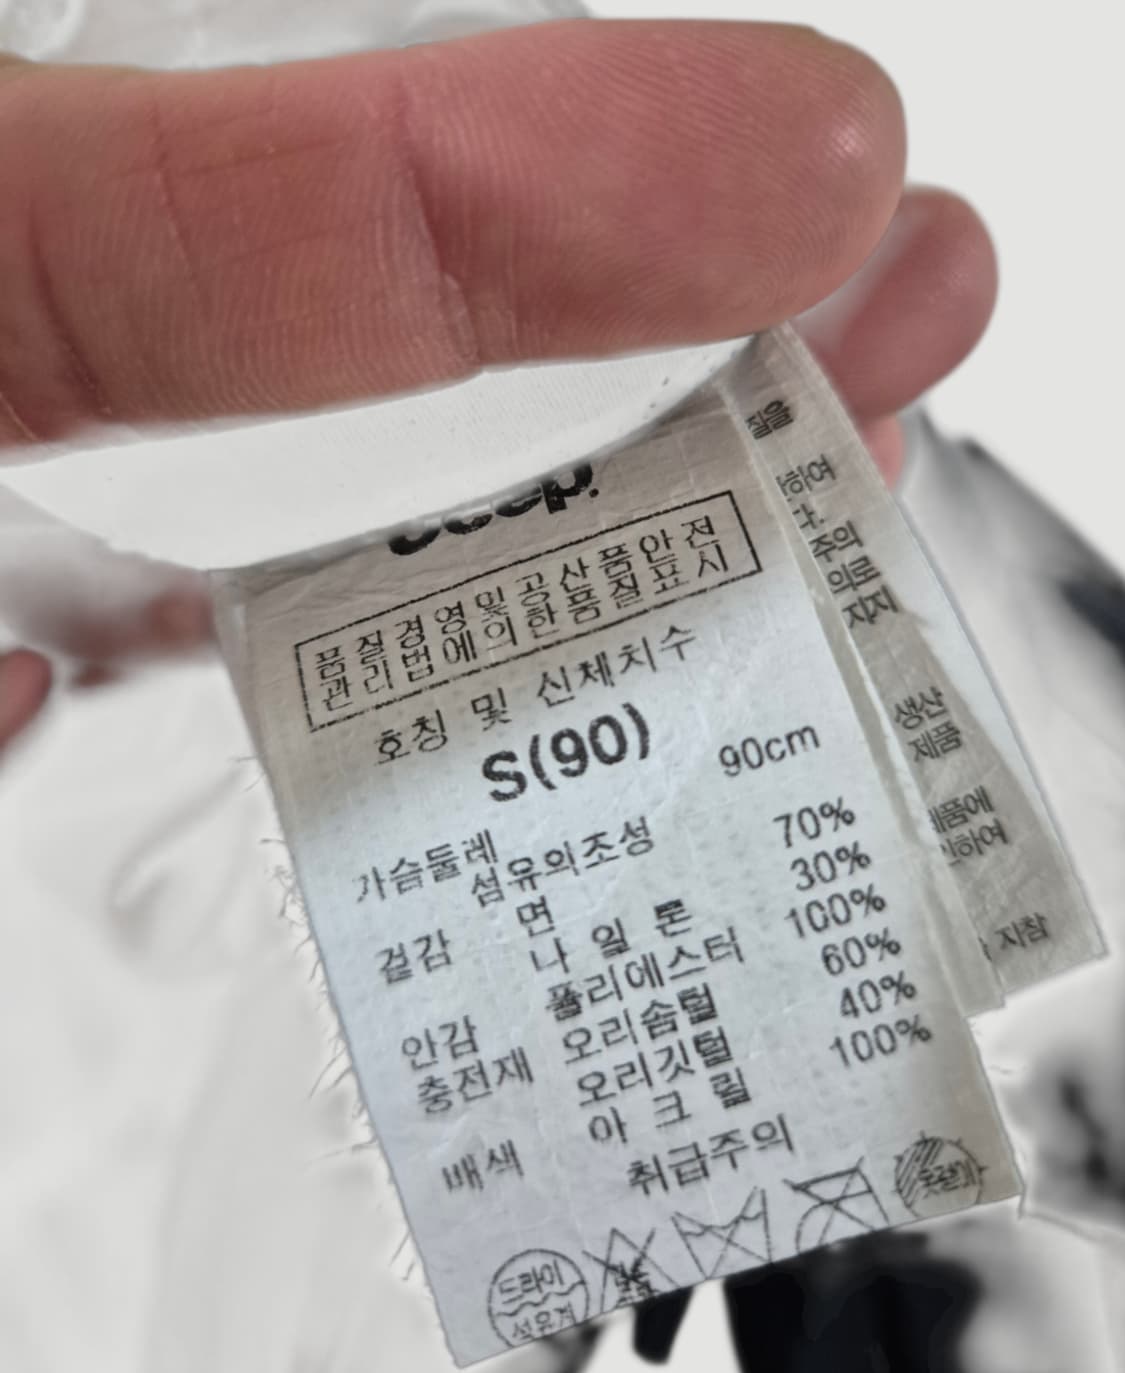 Jeep.
품질경영및공산품안전
관리법에의한품질표시
호칭 및 신체치수
S(90)
가슴둘레 90cm
섬유의조성
겉감 면 70%
나일론 30%
안감 폴리에스터 100%
충전재 오리솜털 60%
오리깃털 40%
배색 아크릴 100%
취급주의
드라이
석유계
질을
하여
다.
주의
의로
지지
생산
제품
제품에
인하여
지참